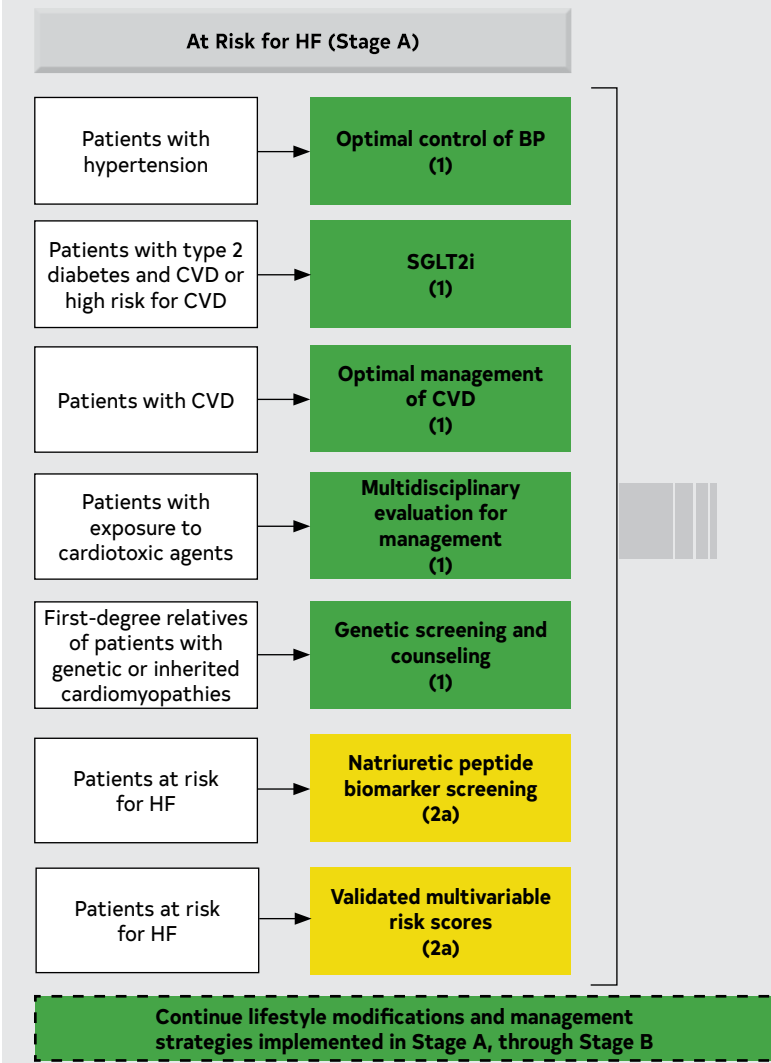 At Risk for HF (Stage A)
Patients with
hypertension
Optimal control of BP
(1)
Patients with type 2
diabetes and CVD or
high risk for CVD
SGLT2i
(1)
Patients with CVD
Optimal management
of CVD
(1)
Patients with
exposure to
cardiotoxic agents
Multidisciplinary
evaluation for
management
(1)
First-degree relatives
of patients with
genetic or inherited
cardiomyopathies
Genetic screening and
counseling
(1)
Patients at risk
for HF
Natriuretic peptide
biomarker screening
(2a)
Patients at risk
for HF
Validated multivariable
risk scores
(2a)
Continue lifestyle modifications and management
strategies implemented in Stage A, through Stage B